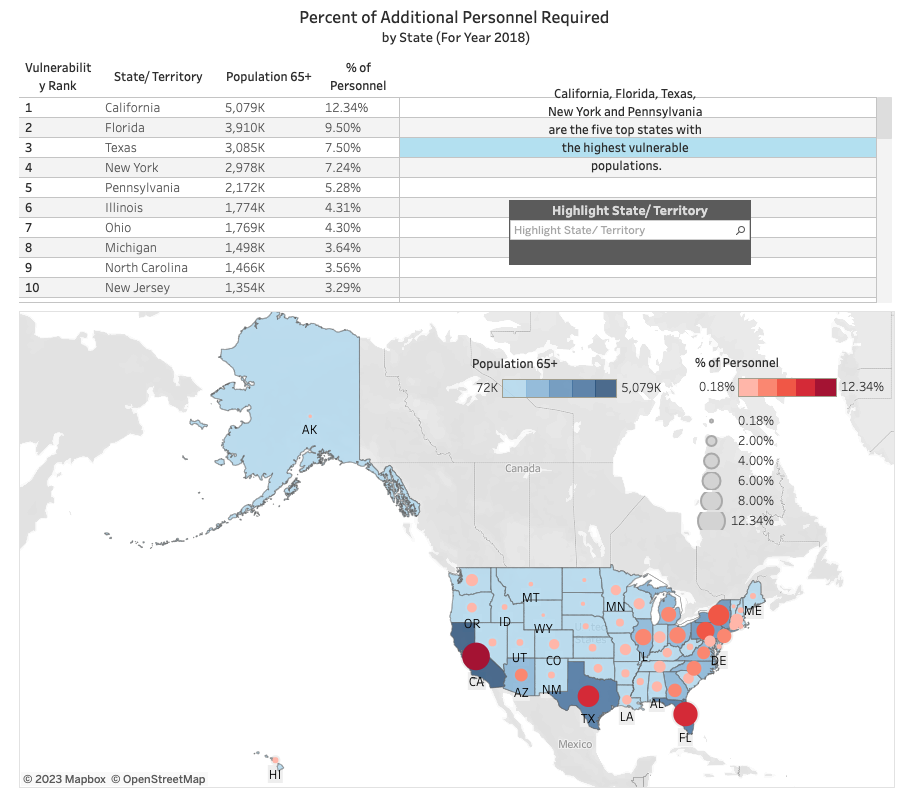 Percent of Additional Personnel Required
by State (For Year 2018)
Vulnerabilit
y Rank
State/ Territory
Population 65+
% of
Personnel
1 California 5,079K 12.34%
2 Florida 3,910K 9.50%
3 Texas 3,085K 7.50%
4 New York 2,978K 7.24%
5 Pennsylvania 2,172K 5.28%
6 Illinois 1,774K 4.31%
7 Ohio 1,769K 4.30%
8 Michigan 1,498K 3.64%
9 North Carolina 1,466K 3.56%
10 New Jersey 1,354K 3.29%
California, Florida, Texas,
New York and Pennsylvania
are the five top states with
the highest vulnerable
populations.
Highlight State/ Territory
Highlight State/ Territory
Population 65+
72K 5,079K
% of Personnel
0.18% 12.34%
0.18%
2.00%
4.00%
6.00%
8.00%
12.34%
AK
Canada
MT
MN
ME
OR
ID
WY
United
States
UT
CO
IL
DE
CA
AZ
NM
AL
TX
LA
FL
Mexico
HI
© 2023 Mapbox © OpenStreetMap